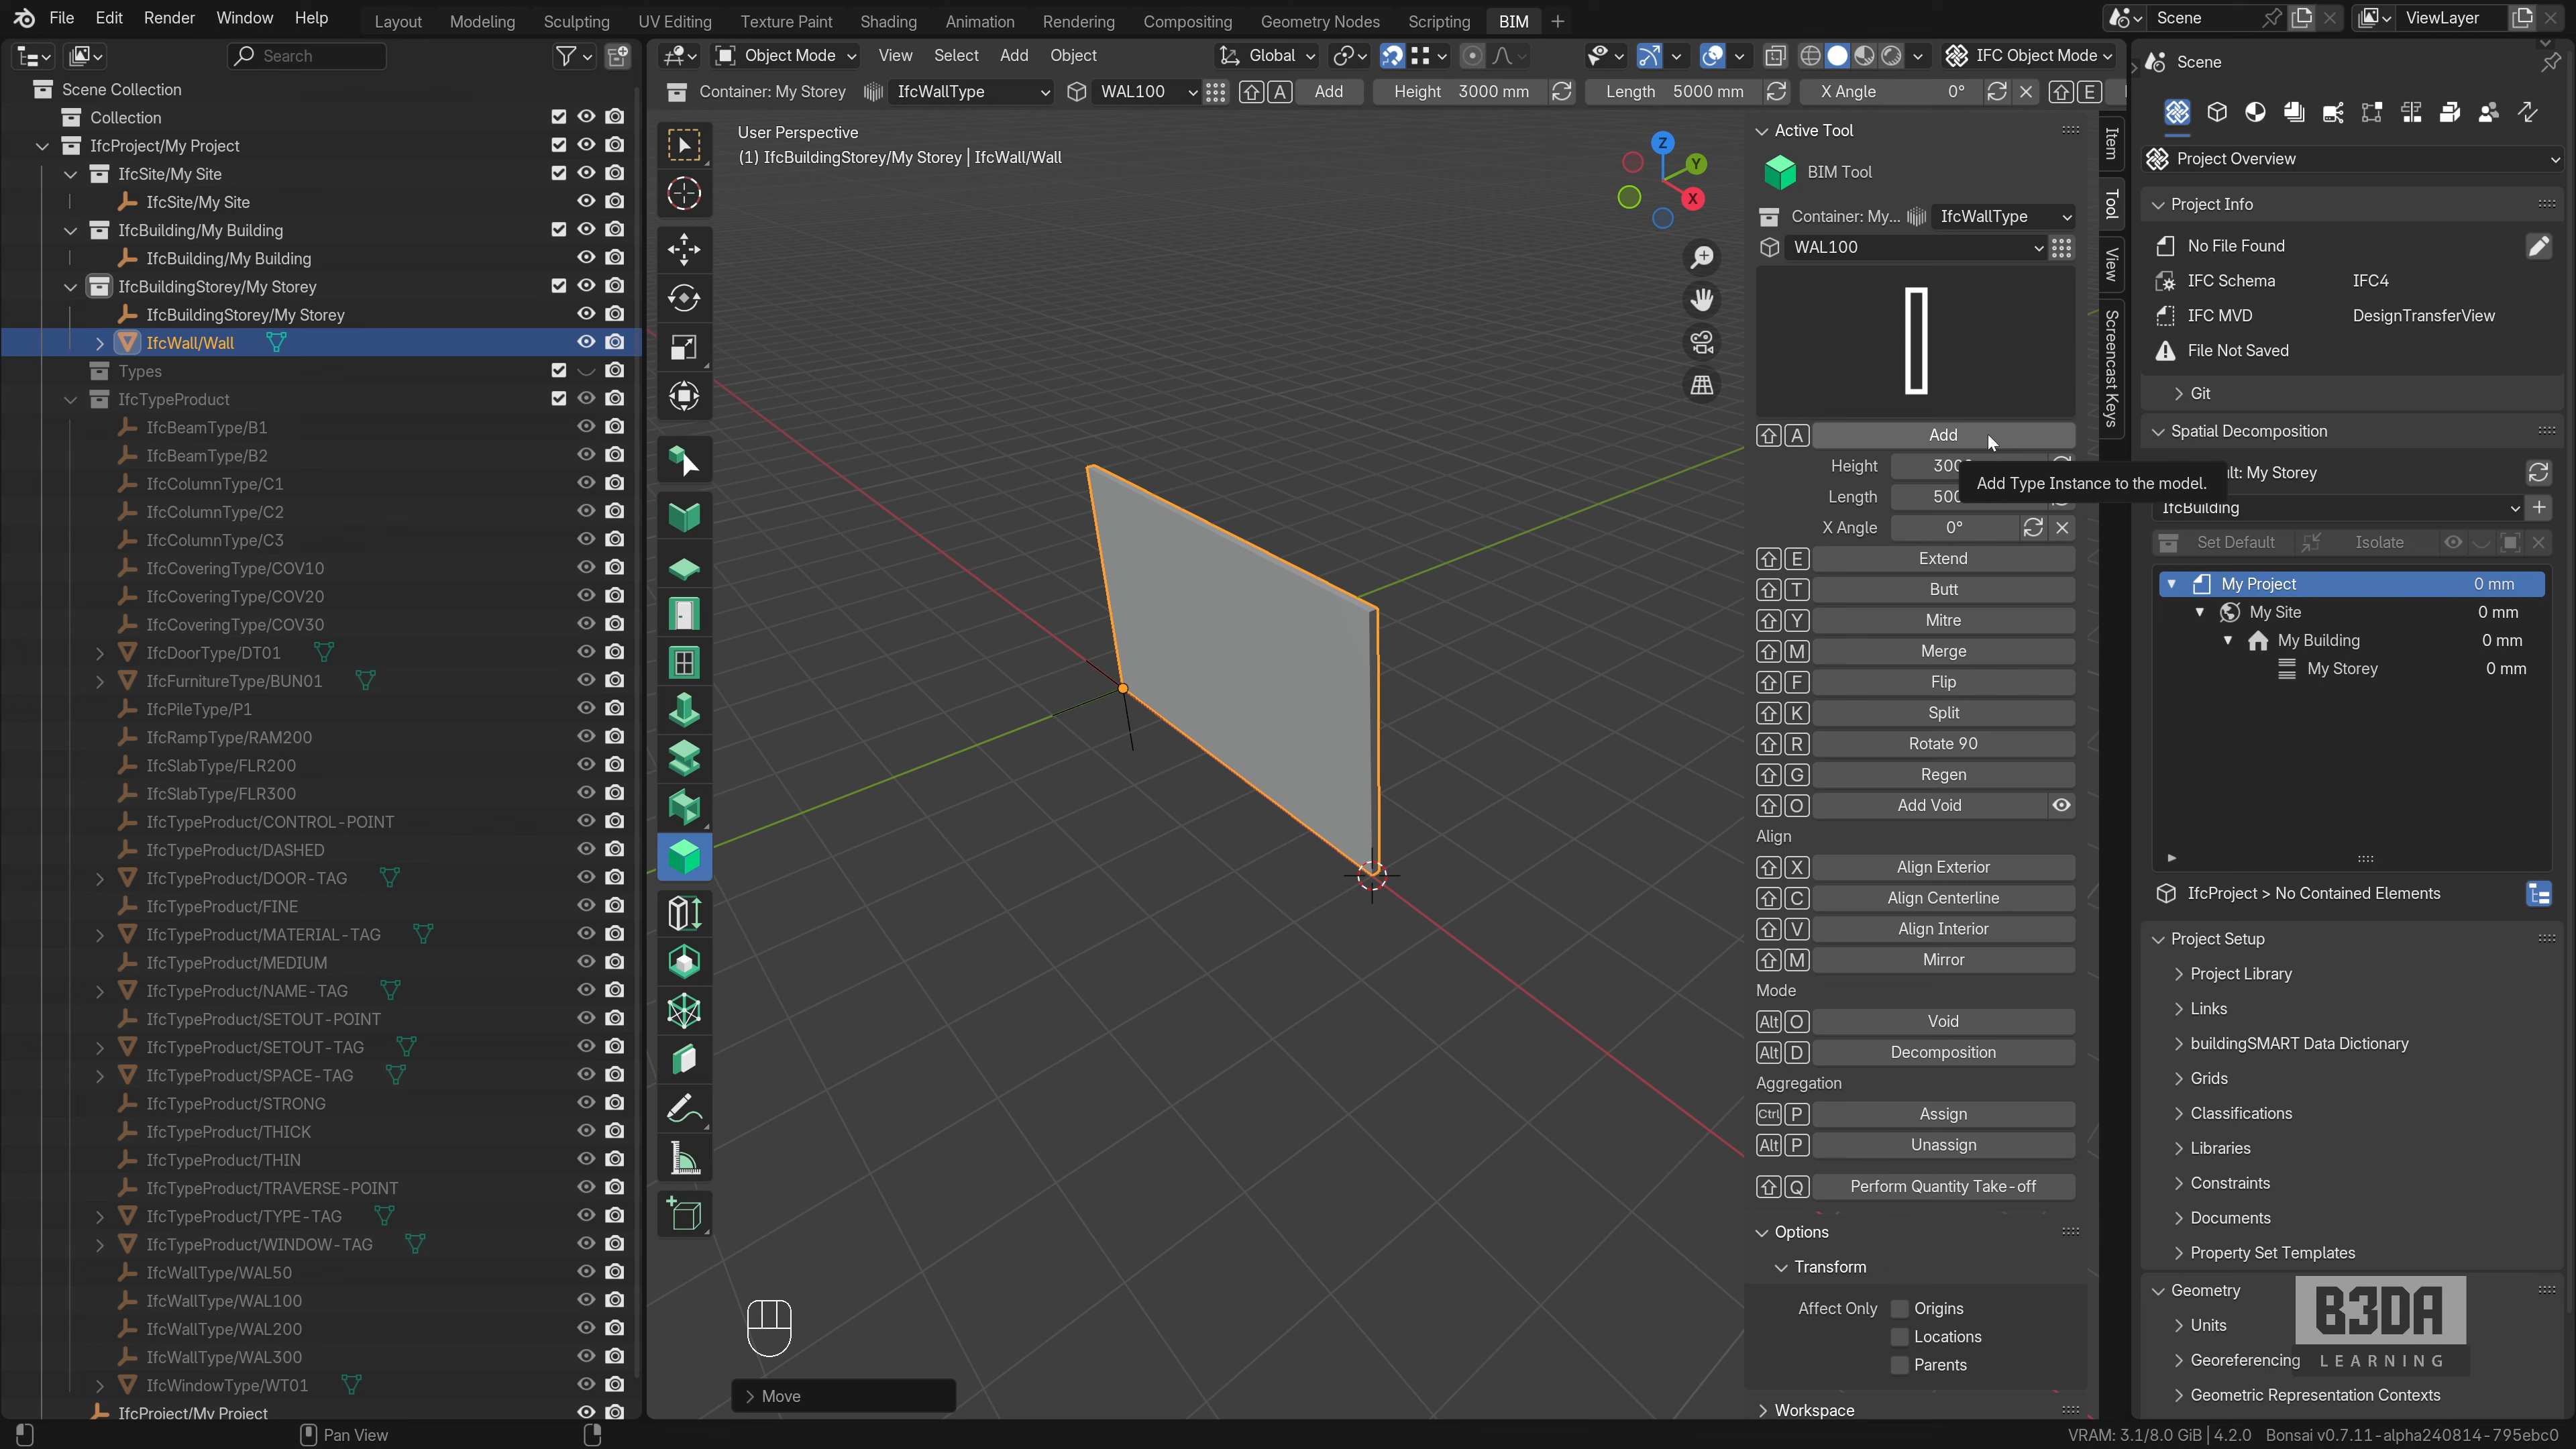 File Edit Render Window Help Layout Modeling Sculpting UV Editing Texture Paint Shading Animation Rendering Compositing Geometry Nodes Scripting BIM + Scene ViewLayer
Search Object Mode View Select Add Object Global IFC Object Mode
Container: My Storey IfcWallType WAL100 A Add Height 3000 mm Length 5000 mm X Angle 0° E
Scene Collection
Collection
IfcProject/My Project
IfcSite/My Site
IfcSite/My Site
IfcBuilding/My Building
IfcBuilding/My Building
IfcBuildingStorey/My Storey
IfcBuildingStorey/My Storey
IfcWall/Wall
Types
IfcTypeProduct
IfcBeamType/B1
IfcBeamType/B2
IfcColumnType/C1
IfcColumnType/C2
IfcColumnType/C3
IfcCoveringType/COV10
IfcCoveringType/COV20
IfcCoveringType/COV30
IfcDoorType/DT01
IfcFurnitureType/BUN01
IfcPileType/P1
IfcRampType/RAM200
IfcSlabType/FLR200
IfcSlabType/FLR300
IfcTypeProduct/CONTROL-POINT
IfcTypeProduct/DASHED
IfcTypeProduct/DOOR-TAG
IfcTypeProduct/FINE
IfcTypeProduct/MATERIAL-TAG
IfcTypeProduct/MEDIUM
IfcTypeProduct/NAME-TAG
IfcTypeProduct/SETOUT-POINT
IfcTypeProduct/SETOUT-TAG
IfcTypeProduct/SPACE-TAG
IfcTypeProduct/STRONG
IfcTypeProduct/THICK
IfcTypeProduct/THIN
IfcTypeProduct/TRAVERSE-POINT
IfcTypeProduct/TYPE-TAG
IfcTypeProduct/WINDOW-TAG
IfcWallType/WAL50
IfcWallType/WAL100
IfcWallType/WAL200
IfcWallType/WAL300
IfcWindowType/WT01
IfcProject/My Project
User Perspective
(1) IfcBuildingStorey/My Storey | IfcWall/Wall
Z
Y
X
Move
Active Tool
BIM Tool
Container: My... IfcWallType
WAL100
A Add
Height 300
Length 500
Add Type Instance to the model.
X Angle 0°
E Extend
T Butt
Y Mitre
M Merge
F Flip
K Split
R Rotate 90
G Regen
O Add Void
Align
X Align Exterior
C Align Centerline
V Align Interior
M Mirror
Mode
Alt O Void
Alt D Decomposition
Aggregation
Ctrl P Assign
Alt P Unassign
Q Perform Quantity Take-off
Options
Transform
Affect Only Origins
Locations
Parents
Workspace
Item
Tool
View
Screencast Keys
Scene
Project Overview
Project Info
No File Found
IFC Schema IFC4
IFC MVD DesignTransferView
File Not Saved
Git
Spatial Decomposition
ult: My Storey
IfcBuilding
Set Default Isolate
My Project 0 mm
My Site 0 mm
My Building 0 mm
My Storey 0 mm
IfcProject > No Contained Elements
Project Setup
Project Library
Links
buildingSMART Data Dictionary
Grids
Classifications
Libraries
Constraints
Documents
Property Set Templates
Geometry
Units
Georeferencing
Geometric Representation Contexts
B3DA
LEARNING
Pan View
VRAM: 3.1/8.0 GiB | 4.2.0 Bonsai v0.7.11-alpha240814-795ebc0